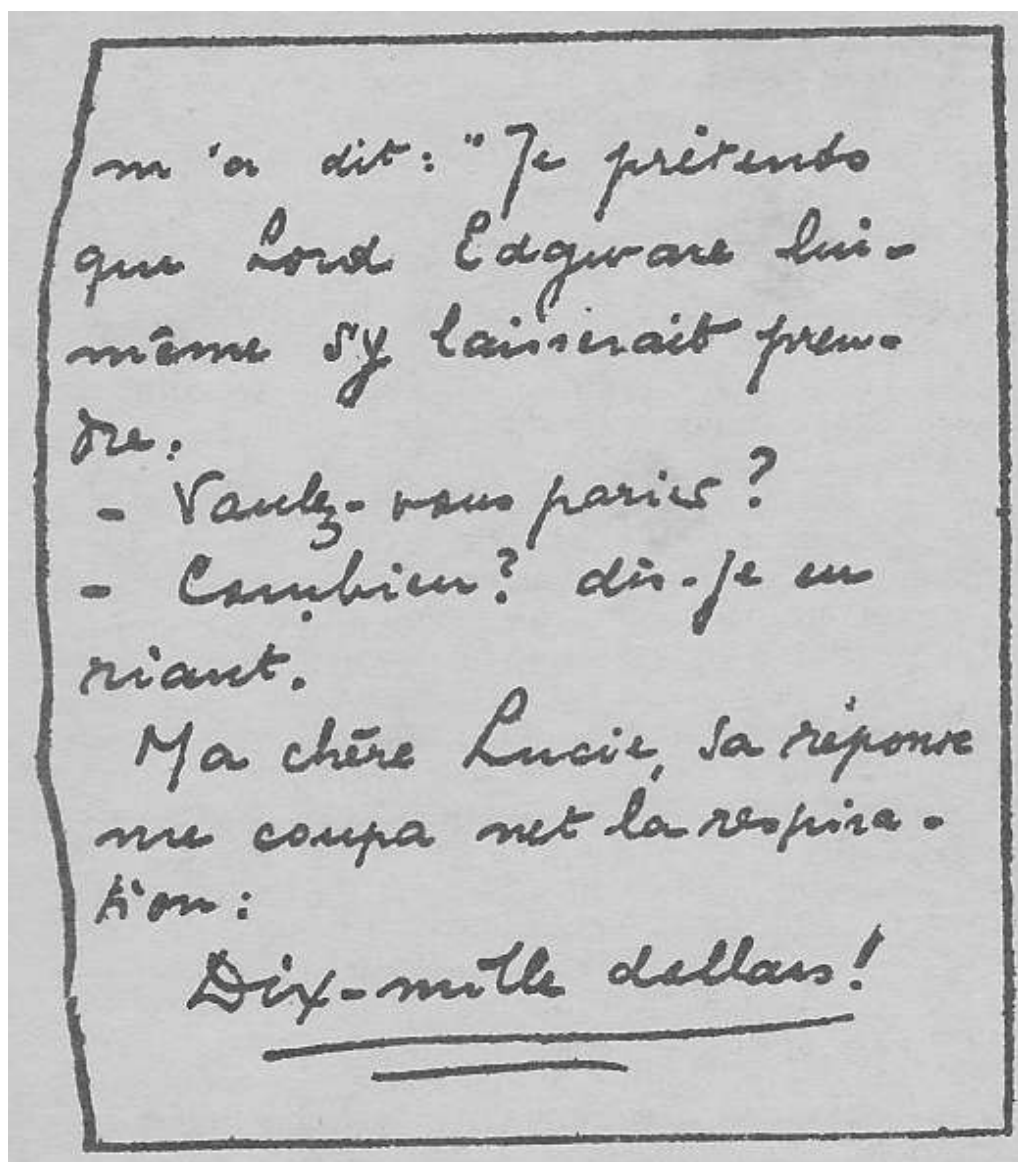 m'a dit : "Je prétends
que Lord Edgware lui-
même s'y laisserait pren-
dre.
- Voulez-vous parier ?
- Combien ? dis-je en
riant.
Ma chère Lucie, sa réponse
me coupa net la respira-
tion :
Dix-mille dollars !